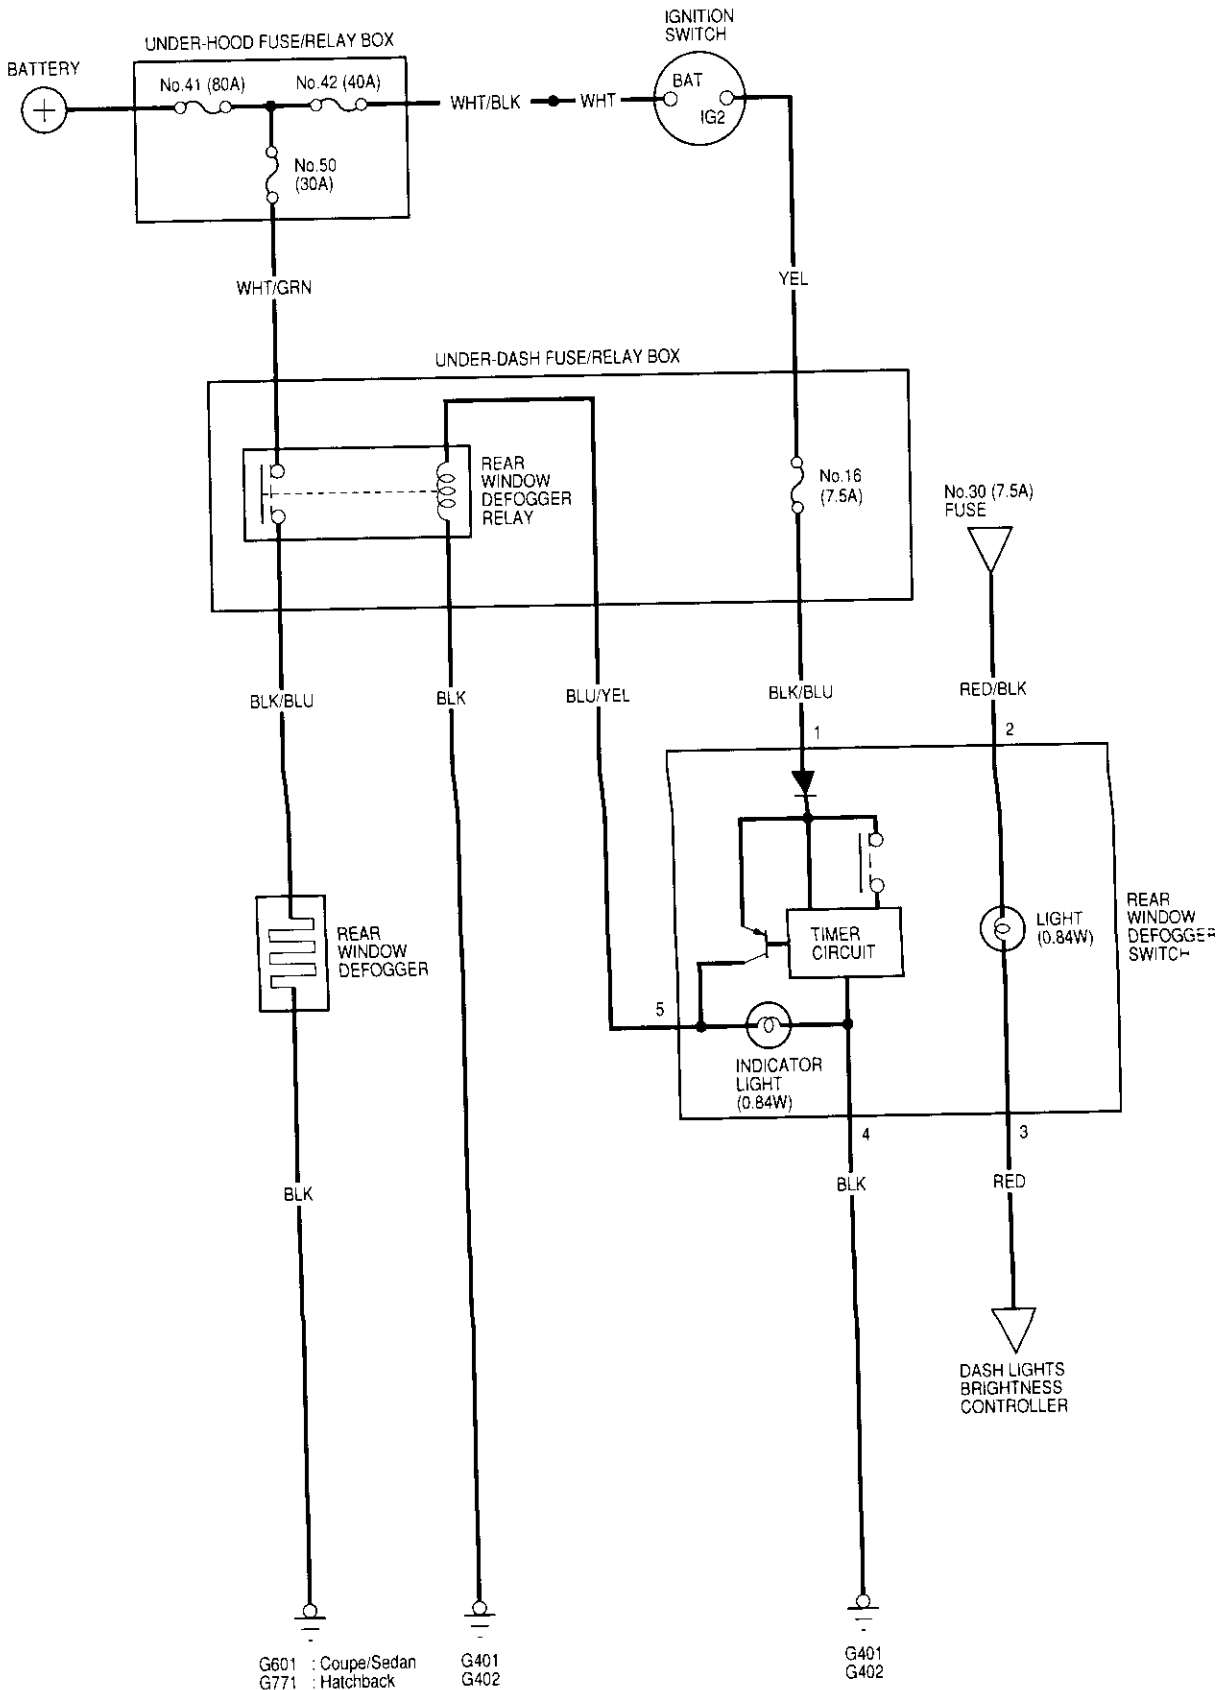 IGNITION
SWITCH
UNDER-HOOD FUSE/RELAY BOX
BATTERY
No.41 (80A)
No.42 (40A)
BAT
WHT/BLK
WHT
IG2
No.50
(30A)
WHT/GRN
YEL
UNDER-DASH FUSE/RELAY BOX
REAR
WINDOW
DEFOGGER
RELAY
No.16
(7.5A)
No.30 (7.5A)
FUSE
BLK/BLU
BLK
BLU/YEL
BLK/BLU
RED/BLK
1
2
TIMER
CIRCUIT
LIGHT
(0.84W)
REAR
WINDOW
DEFOGGER
SWITCH
REAR
WINDOW
DEFOGGER
5
INDICATOR
LIGHT
(0.84W)
4
3
BLK
BLK
RED
DASH LIGHTS
BRIGHTNESS
CONTROLLER
G601 : Coupe/Sedan
G771 : Hatchback
G401
G402
G401
G402